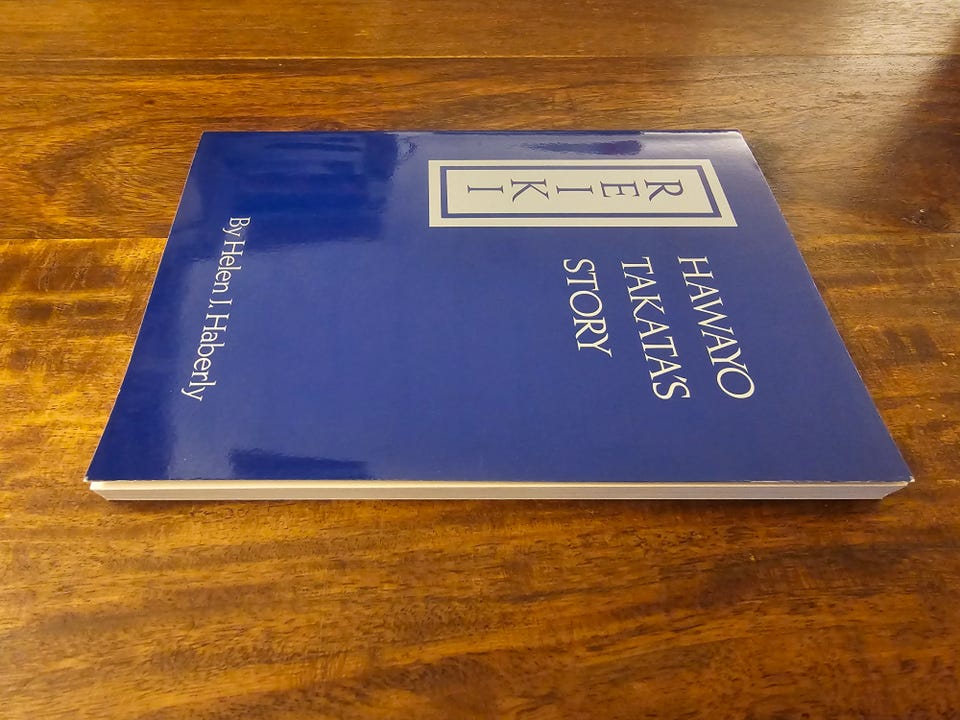 REIKI
HAWAYO
TAKATA'S
STORY
By Helen J. Haberly